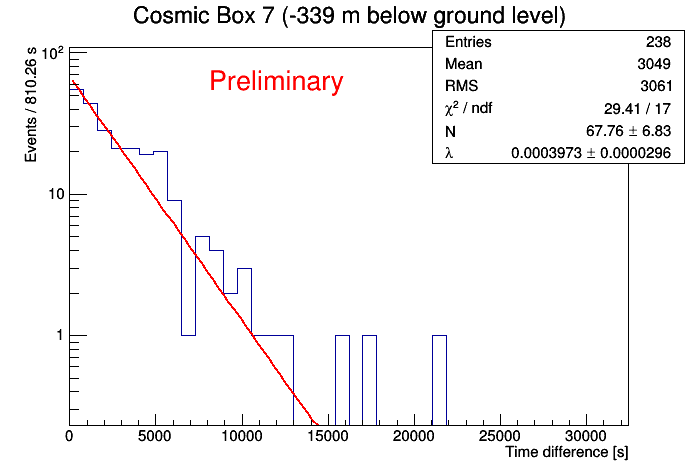 Cosmic Box 7 (-339 m below ground level)
Entries 238
Mean 3049
RMS 3061
χ² / ndf 29.41 / 17
N 67.76 ± 6.83
λ 0.0003973 ± 0.0000296
Preliminary
Events / 810.26 s
10²
10
1
0 5000 10000 15000 20000 25000 30000
Time difference [s]